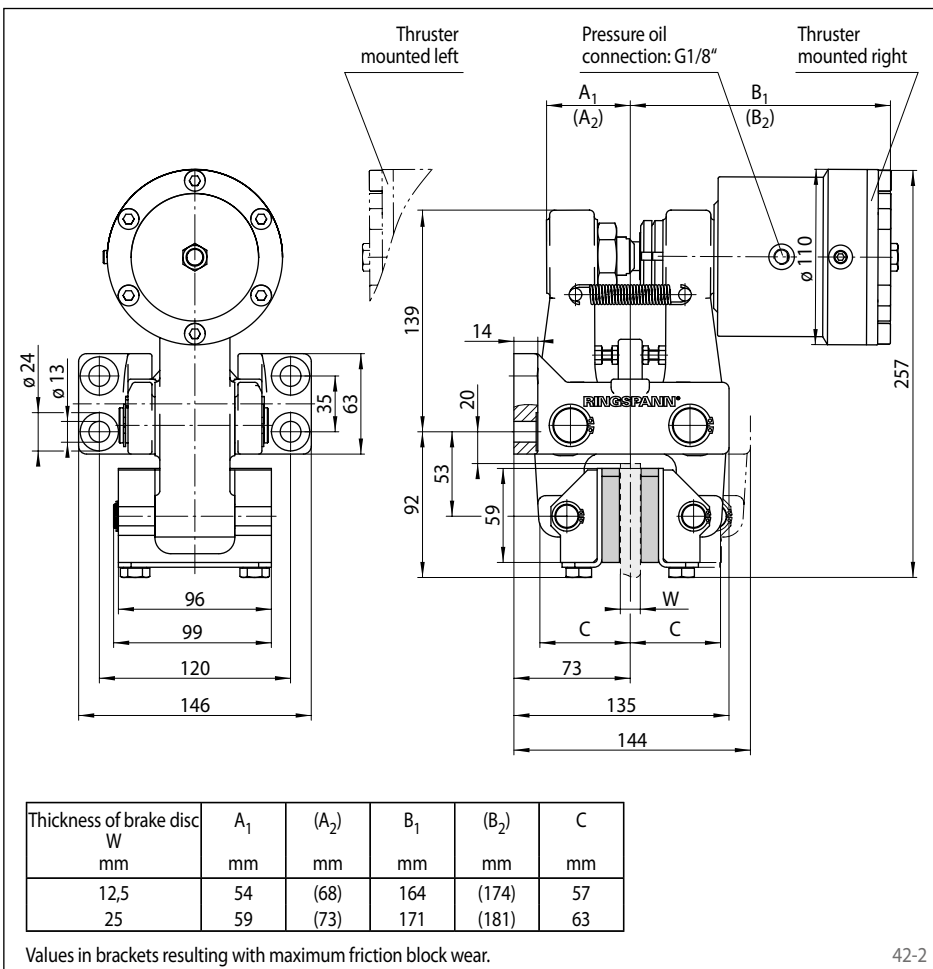 Thruster
mounted left
Pressure oil
connection: G1/8“
Thruster
mounted right
A1
(A2)
B1
(B2)
139
14
ø 110
257
ø 24
ø 13
35
63
20
RINGSPANN®
92
53
59
96
99
120
146
W
C
C
73
135
144
Thickness of brake disc A1 (A2) B1 (B2) C
W
mm mm mm mm mm mm
12,5 54 (68) 164 (174) 57
25 59 (73) 171 (181) 63
Values in brackets resulting with maximum friction block wear.
42-2